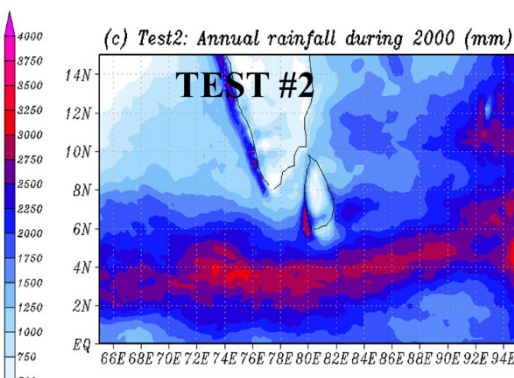 (c) Test2: Annual rainfall during 2000 (mm)
TEST #2
4000
3750
3500
3250
3000
2750
2500
2250
2000
1750
1500
1250
1000
750
14N
12N
10N
8N
6N
4N
2N
EQ
66E 68E 70E 72E 74E 76E 78E 80E 82E 84E 86E 88E 90E 92E 94E